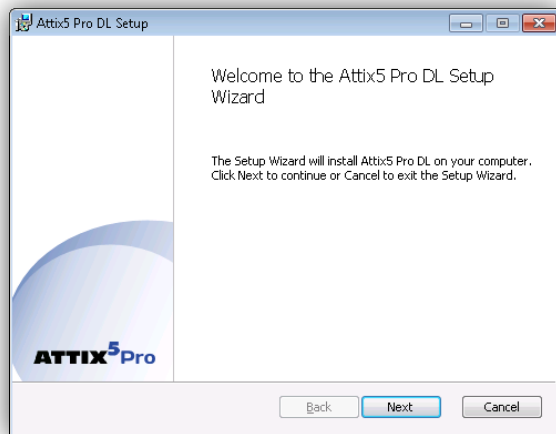 Attix5 Pro DL Setup
Welcome to the Attix5 Pro DL Setup
Wizard
The Setup Wizard will install Attix5 Pro DL on your computer.
Click Next to continue or Cancel to exit the Setup Wizard.
ATTIX5Pro
Back Next Cancel